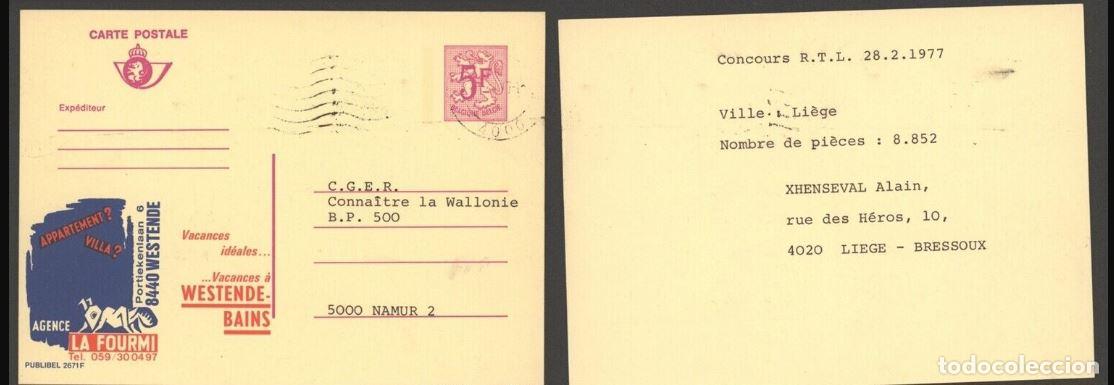 CARTE POSTALE
5F
BELGIQUE-BELGIË
4000
Expéditeur
C.G.E.R.
Connaître la Wallonie
B.P. 500
5000 NAMUR 2
APPARTEMENT?
VILLA?
Portiekenlaan 6
8440 WESTENDE
AGENCE
LA FOURMI
Tel. 059/300497
PUBLIBEL 2671F
Vacances
idéales...
...Vacances à
WESTENDE-
BAINS
Concours R.T.L. 28.2.1977
Ville : Liège
Nombre de pièces : 8.852
XHENSEVAL Alain,
rue des Héros, 10,
4020 LIEGE - BRESSOUX
todocoleccion